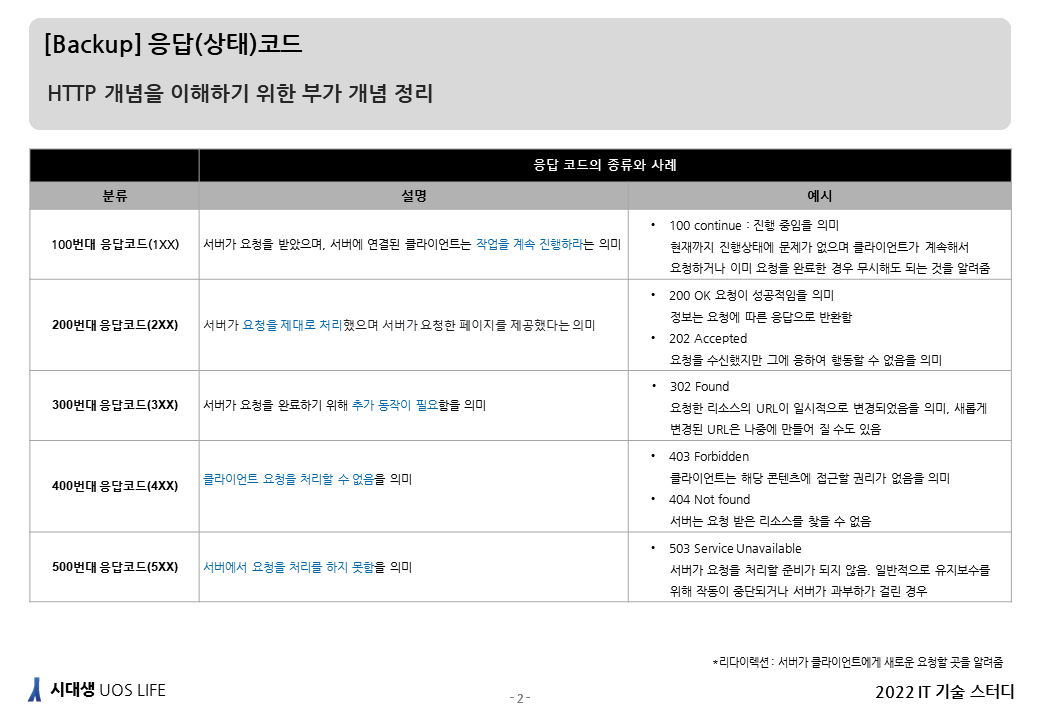 [Backup] 응답(상태)코드
HTTP 개념을 이해하기 위한 부가 개념 정리
응답 코드의 종류와 사례
분류 설명 예시
100번대 응답코드(1XX) 서버가 요청을 받았으며, 서버에 연결된 클라이언트는 작업을 계속 진행하라는 의미
• 100 continue : 진행 중임을 의미
현재까지 진행상태에 문제가 없으며 클라이언트가 계속해서
요청하거나 이미 요청을 완료한 경우 무시해도 되는 것을 알려줌
200번대 응답코드(2XX) 서버가 요청을 제대로 처리했으며 서버가 요청한 페이지를 제공했다는 의미
• 200 OK 요청이 성공적임을 의미
정보는 요청에 따른 응답으로 반환함
• 202 Accepted
요청을 수신했지만 그에 응하여 행동할 수 없음을 의미
300번대 응답코드(3XX) 서버가 요청을 완료하기 위해 추가 동작이 필요함을 의미
• 302 Found
요청한 리소스의 URL이 일시적으로 변경되었음을 의미, 새롭게
변경된 URL은 나중에 만들어 질 수도 있음
400번대 응답코드(4XX) 클라이언트 요청을 처리할 수 없음을 의미
• 403 Forbidden
클라이언트는 해당 콘텐츠에 접근할 권리가 없음을 의미
• 404 Not found
서버는 요청 받은 리소스를 찾을 수 없음
500번대 응답코드(5XX) 서버에서 요청을 처리를 하지 못함을 의미
• 503 Service Unavailable
서버가 요청을 처리할 준비가 되지 않음. 일반적으로 유지보수를
위해 작동이 중단되거나 서버가 과부하가 걸린 경우
*리다이렉션 : 서버가 클라이언트에게 새로운 요청할 곳을 알려줌
시대생 UOS LIFE
- 2 -
2022 IT 기술 스터디